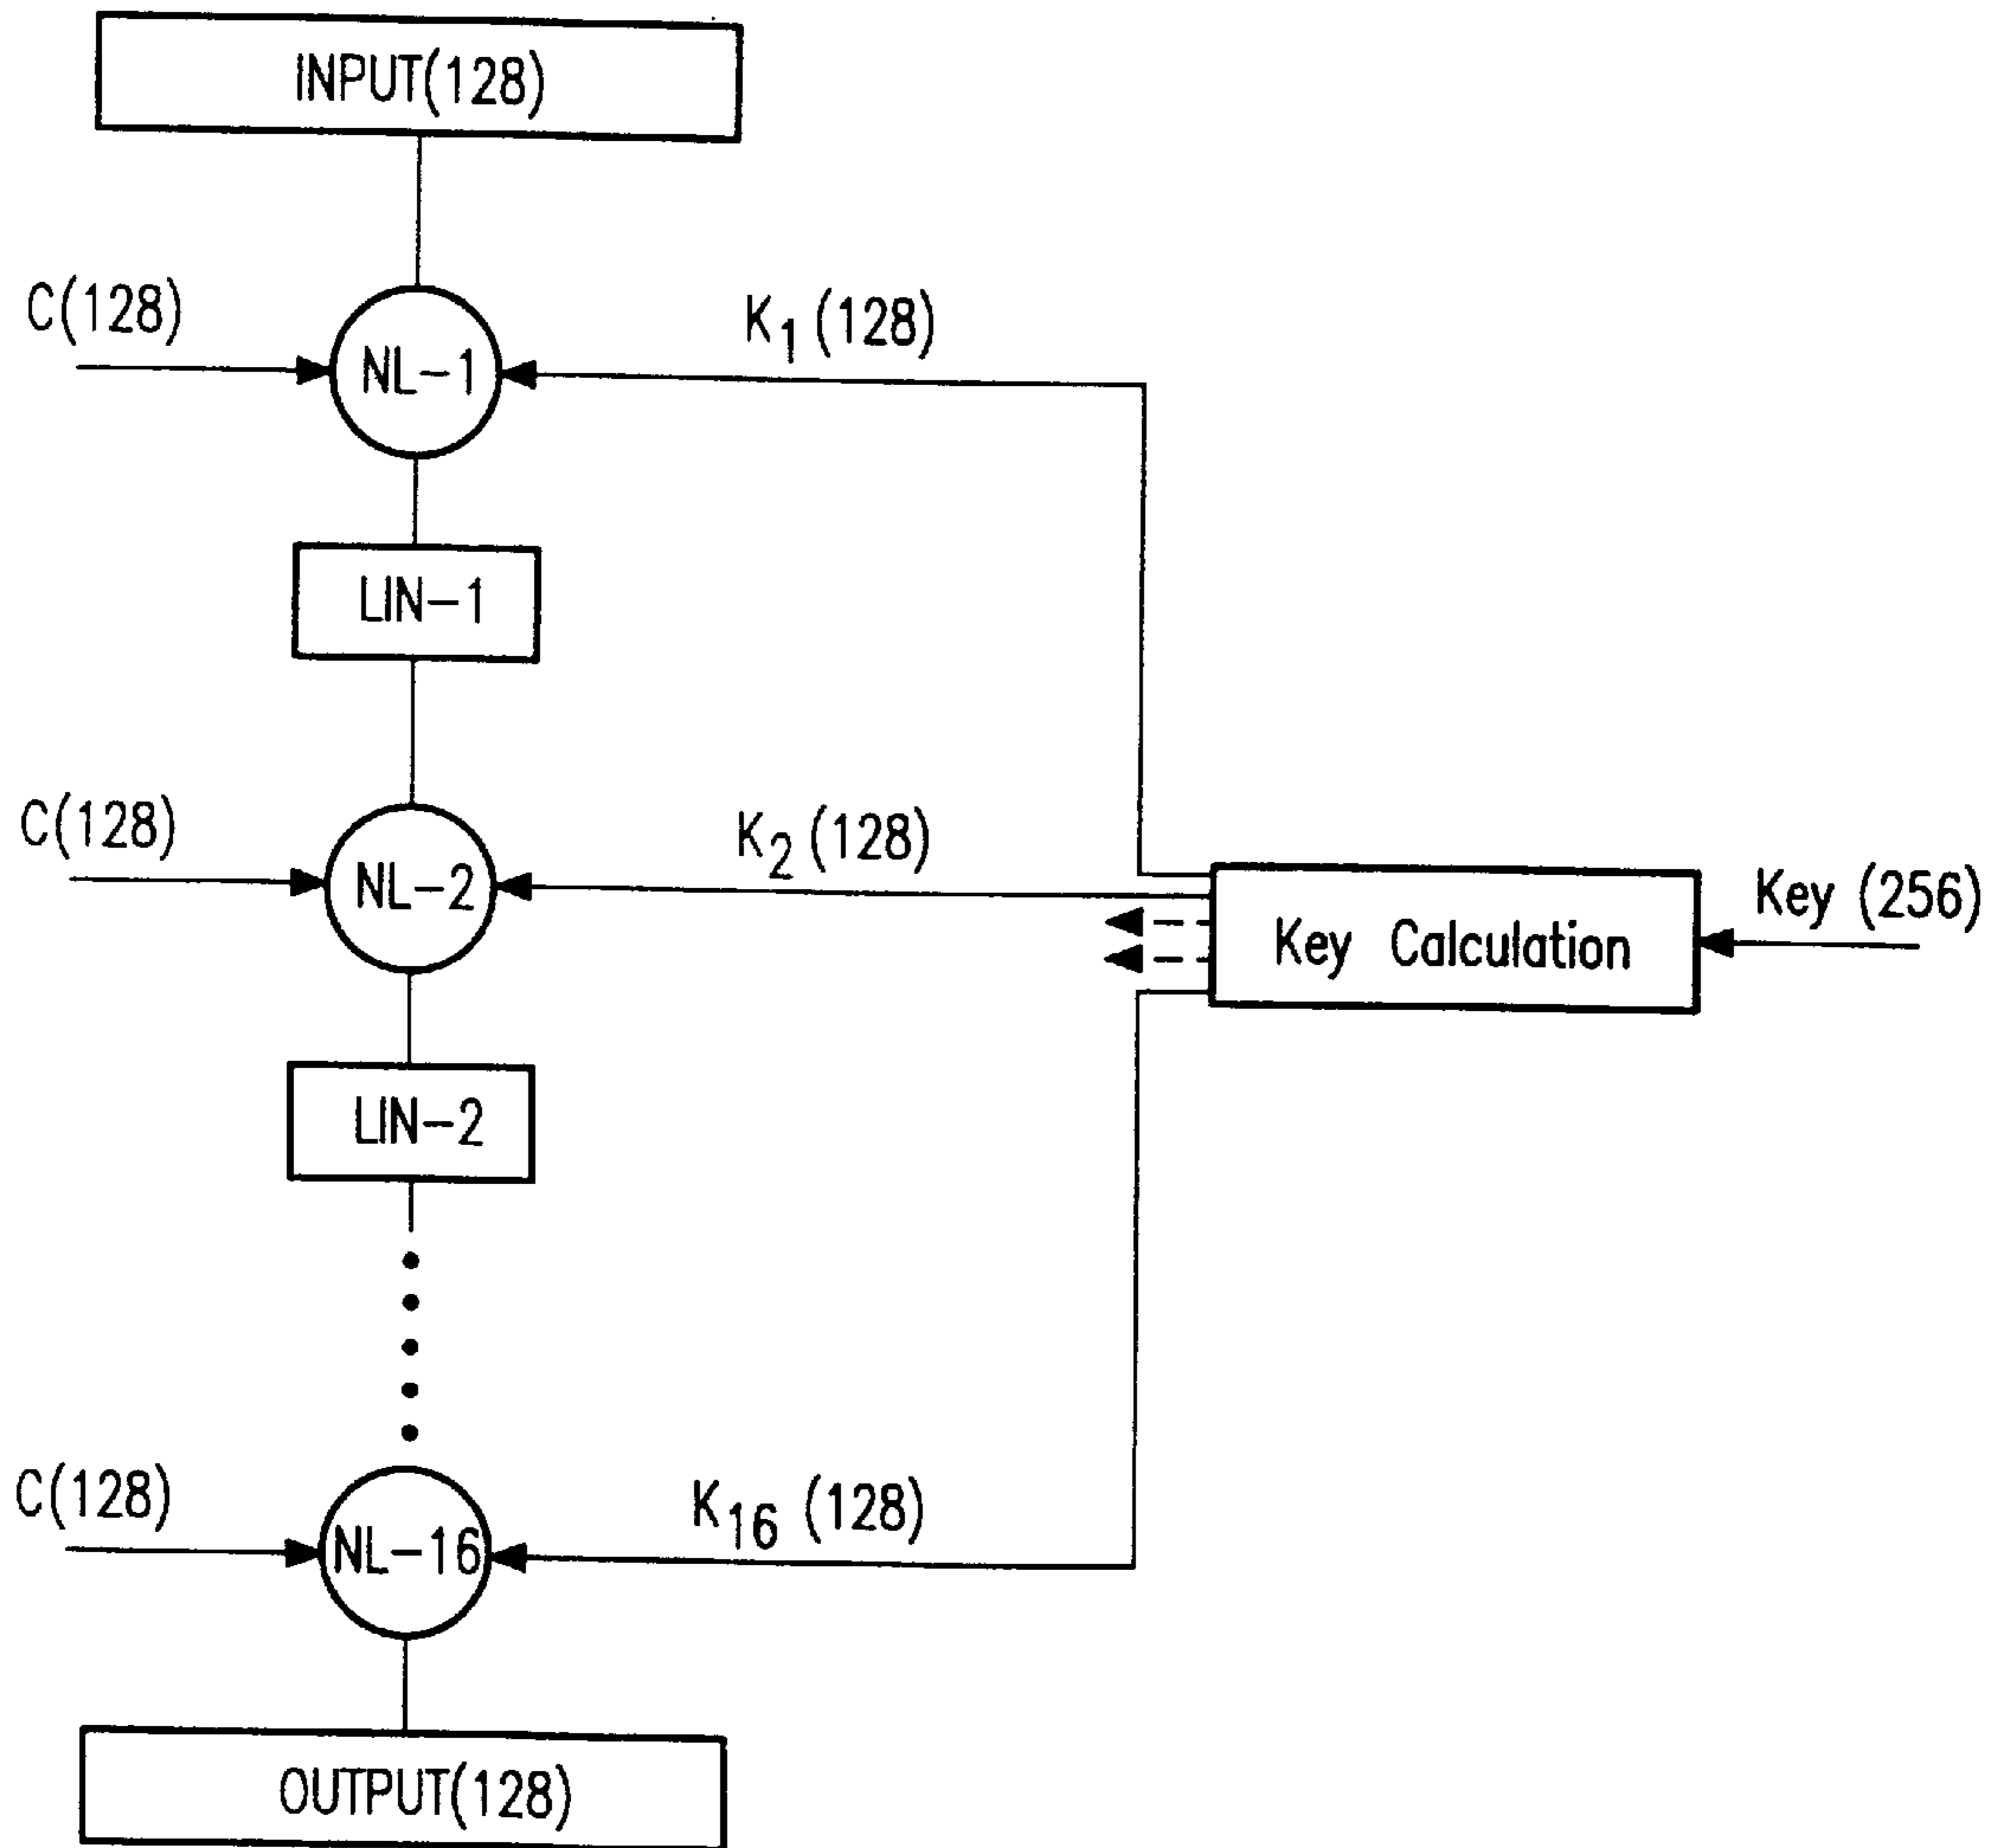 INPUT(128)
C(128)
K1 (128)
NL-1
LIN-1
C(128)
K2 (128)
NL-2
Key Calculation
Key (256)
LIN-2
C(128)
K16 (128)
NL-16
OUTPUT(128)